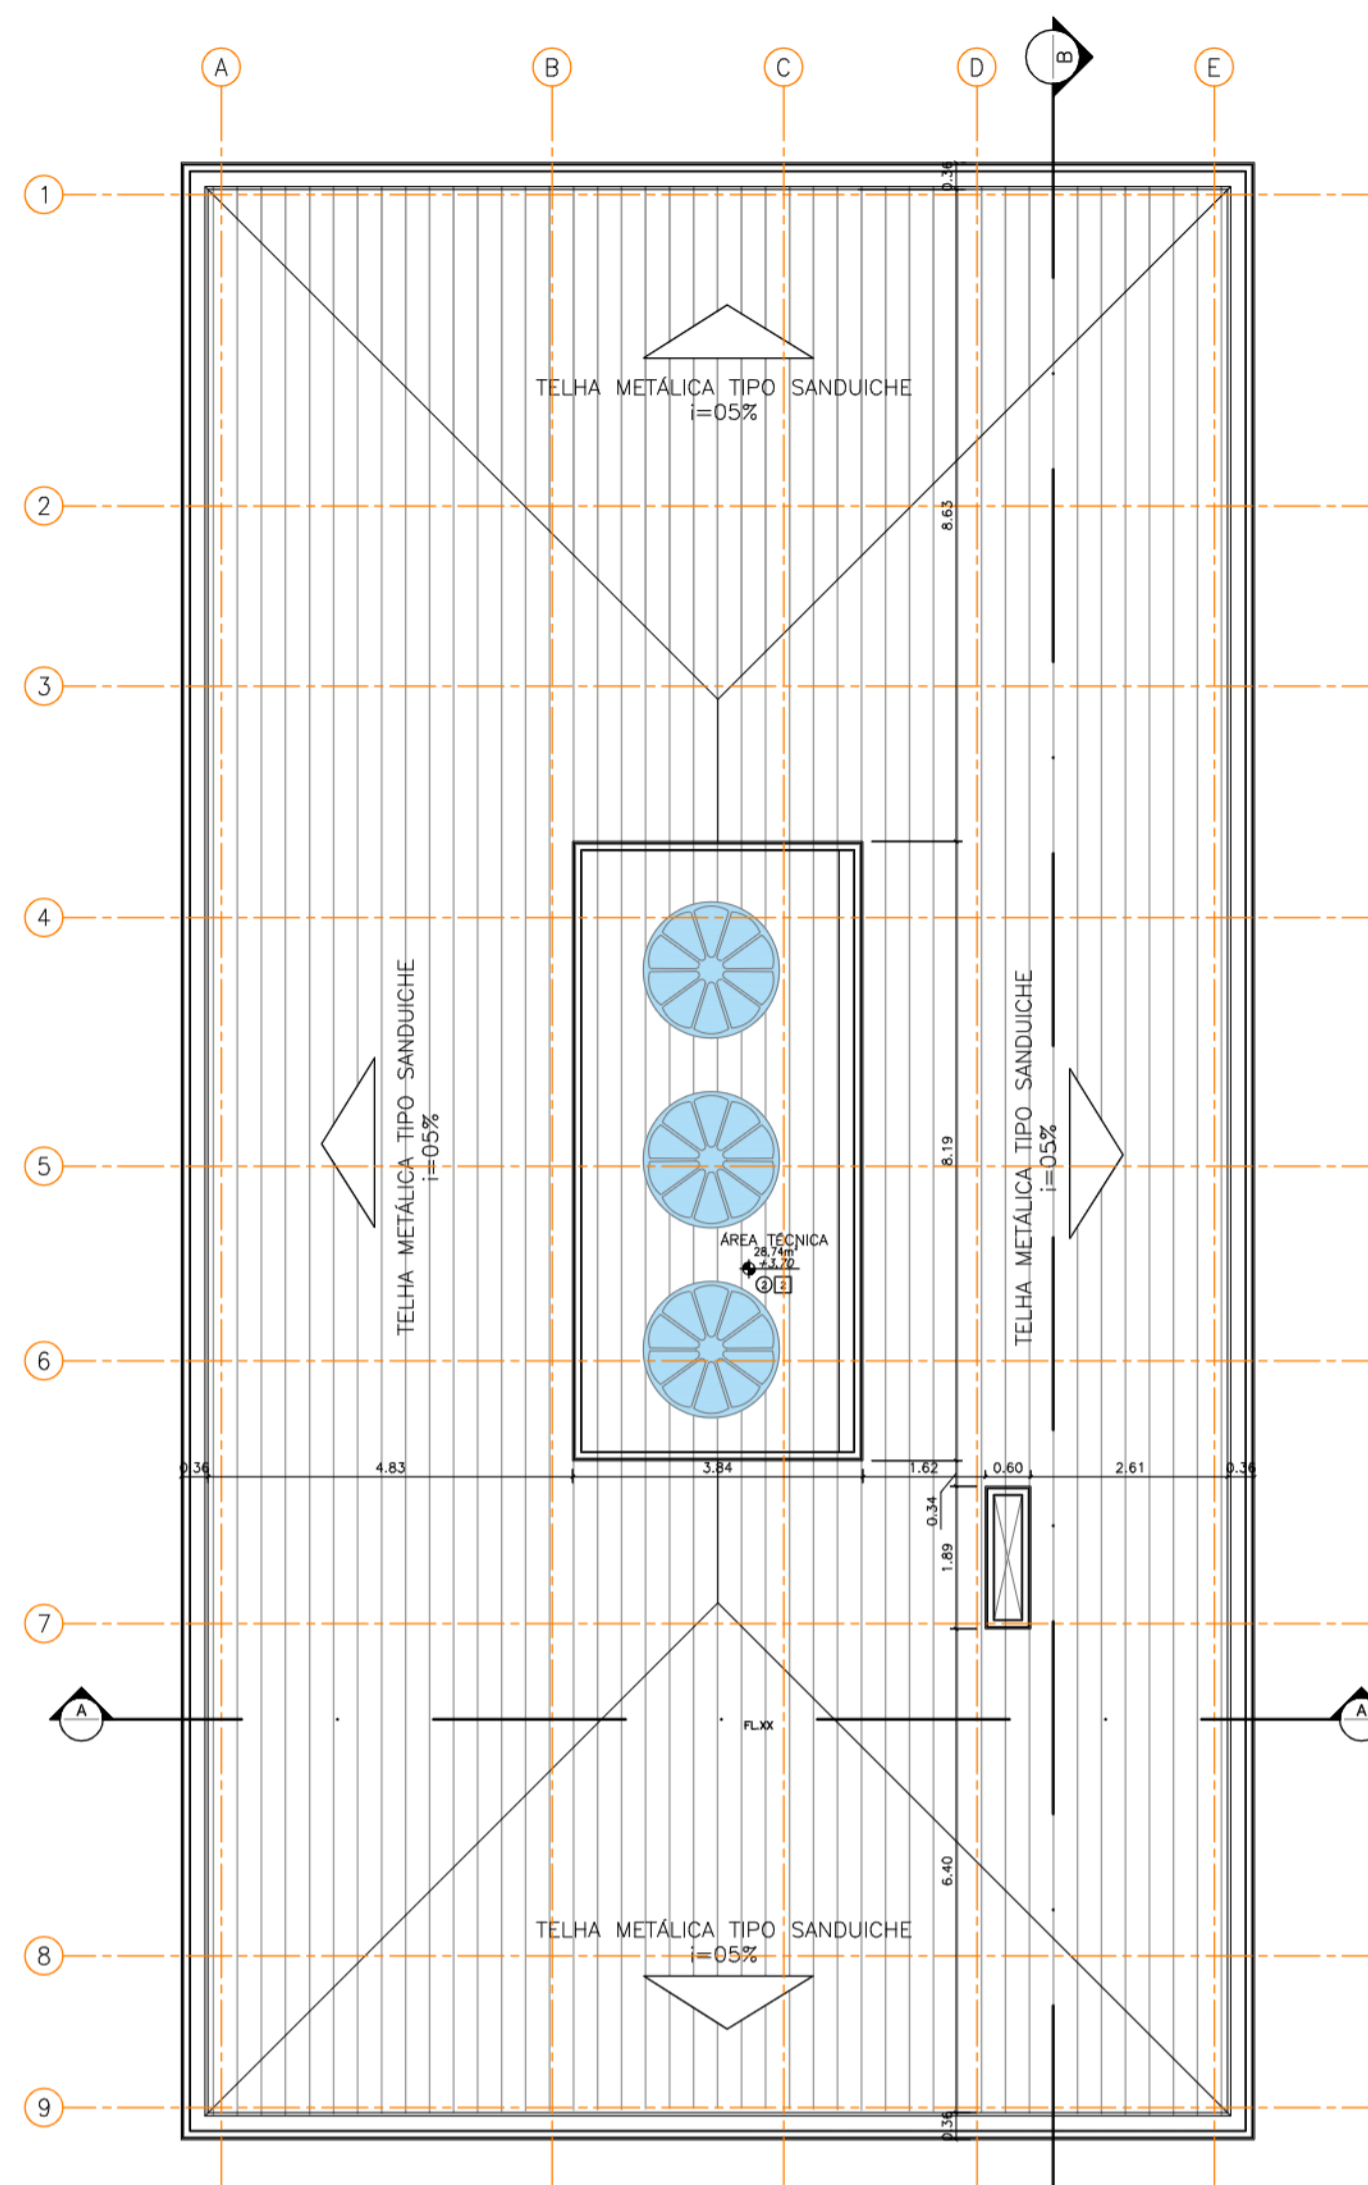 A
B
C
D
B
E
1
0.36
TELHA METÁLICA TIPO SANDUICHE
i=05%
2
8.63
3
4
TELHA METÁLICA TIPO SANDUICHE
i=05%
TELHA METÁLICA TIPO SANDUICHE
i=05%
5
8.19
ÁREA TÉCNICA
28,74m²
+3,70
2 2
6
0.36
4.83
3.84
1.62
0.60
2.61
0.36
0.34
1.89
7
A
FL.XX
A
6.40
TELHA METÁLICA TIPO SANDUICHE
i=05%
8
9
0.36